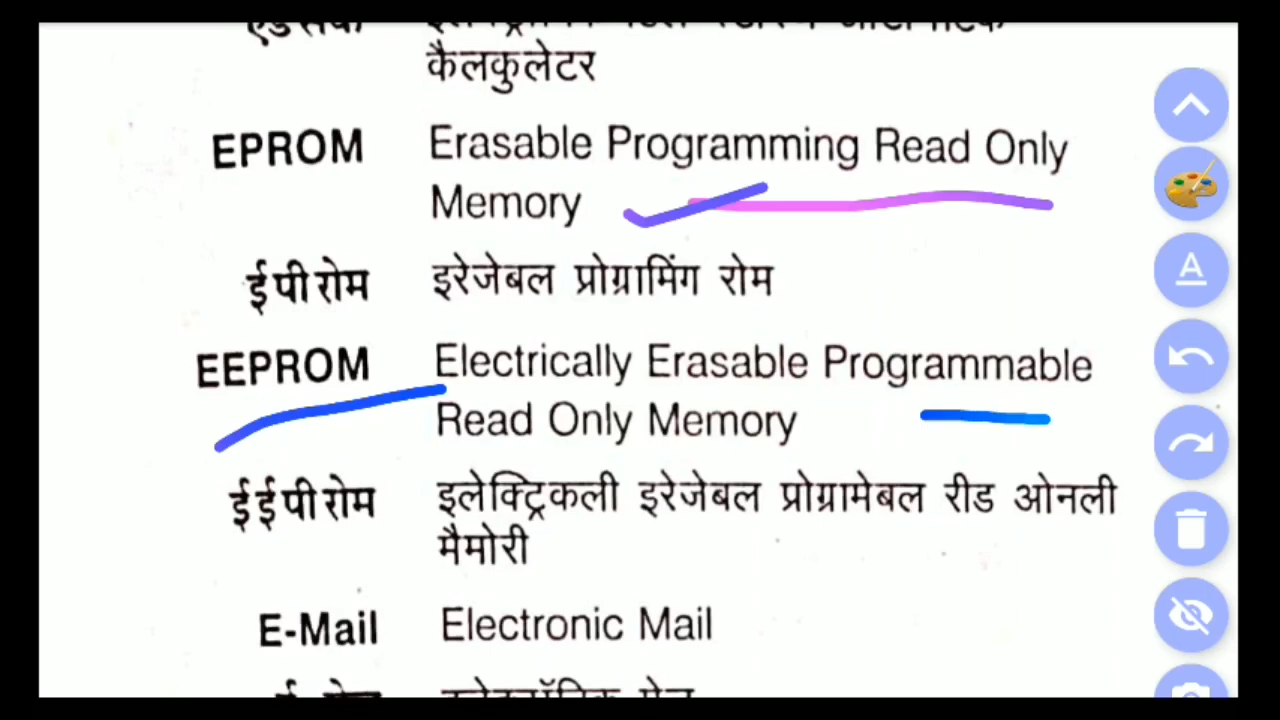 कैलकुलेटर
EPROM Erasable Programming Read Only
Memory
ईपीरोम इरेजेबल प्रोग्रामिंग रोम
EEPROM Electrically Erasable Programmable
Read Only Memory
ईईपीरोम इलेक्ट्रिकली इरेजेबल प्रोग्रामेबल रीड ओनली
मैमोरी
E-Mail Electronic Mail
A